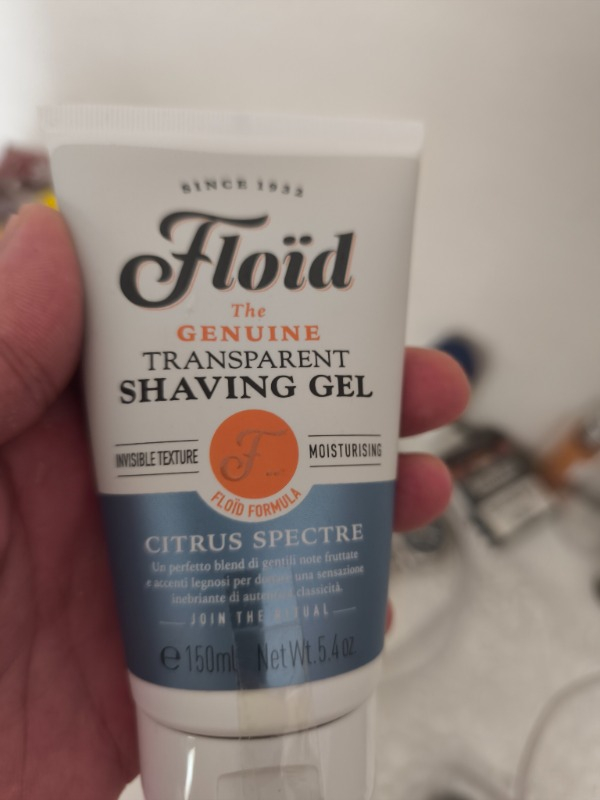 SINCE 1932
Floïd
The
GENUINE
TRANSPARENT
SHAVING GEL
INVISIBLE TEXTURE
F
MOISTURISING
FLOÏD FORMULA
CITRUS SPECTRE
Un perfetto blend di gentili note fruttate
e accenti legnosi per donare una sensazione
inebriante di autentica classicità.
JOIN THE RITUAL
e 150ml Net Wt. 5.4 oz